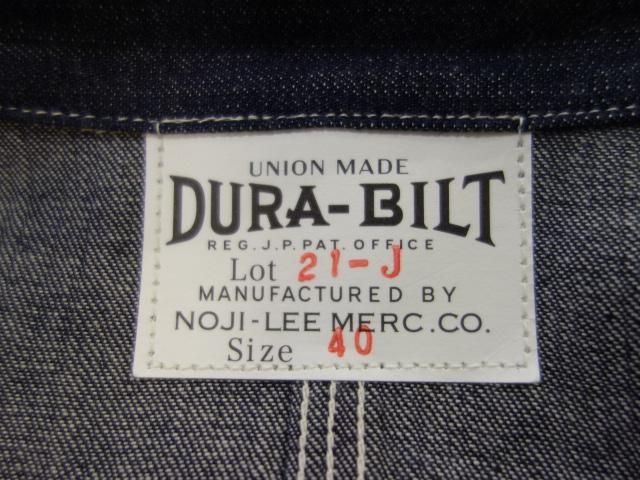 UNION MADE
DURA-BILT
REG. J. P. PAT. OFFICE
Lot 21-J
MANUFACTURED BY
NOJI-LEE MERC. CO.
Size 40